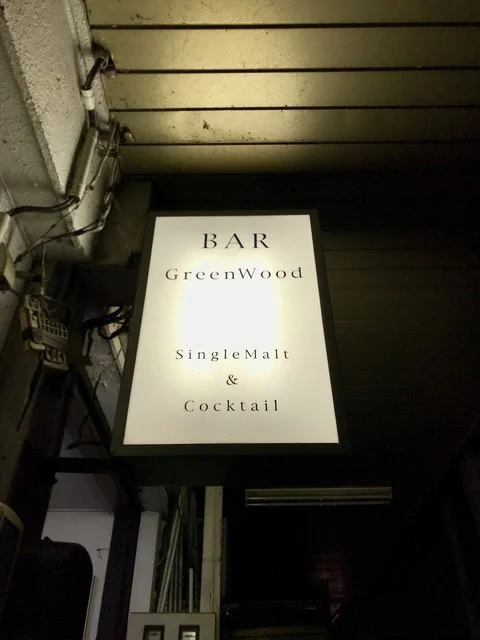 BAR
GreenWood
SingleMalt
&
Cocktail